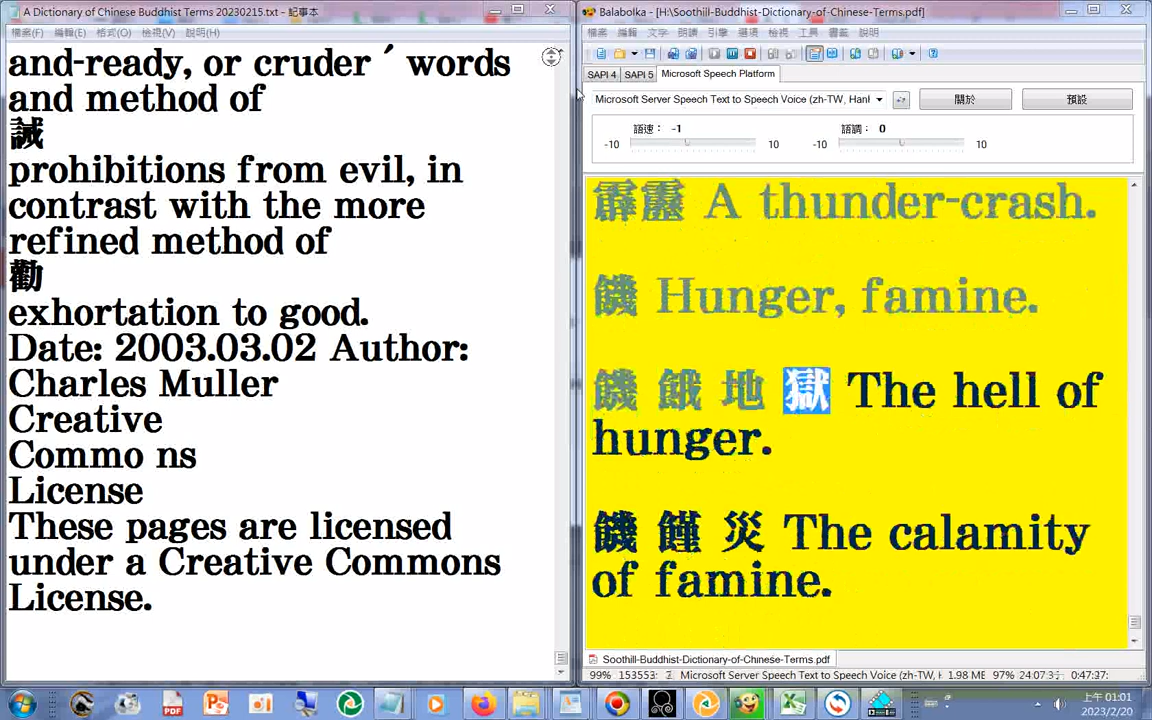 A Dictionary of Chinese Buddhist Terms 20230215.txt - 記事本
檔案(F) 編輯(E) 格式(O) 檢視(V) 說明(H)
and-ready, or cruder ˊ words
and method of
誡
prohibitions from evil, in
contrast with the more
refined method of
勸
exhortation to good.
Date: 2003.03.02 Author:
Charles Muller
Creative
Commo ns
License
These pages are licensed
under a Creative Commons
License.
Balabolka - [H:\Soothill-Buddhist-Dictionary-of-Chinese-Terms.pdf]
檔案 編輯 文字 朗讀 引擎 選項 檢視 工具 書籤 說明
SAPI 4 SAPI 5 Microsoft Speech Platform
Microsoft Server Speech Text to Speech Voice (zh-TW, Hanl 關於 預設
語速： -1 語調： 0
-10 10 -10 10
霹靂 A thunder-crash.
饑 Hunger, famine.
饑 餓 地 獄 The hell of
hunger.
饑 饉 災 The calamity
of famine.
Soothill-Buddhist-Dictionary-of-Chinese-Terms.pdf
99% 153553: Microsoft Server Speech Text to Speech Voice (zh-TW, 1.98 ME 97% 0:47:37:
上午 01:01
2023/2/20